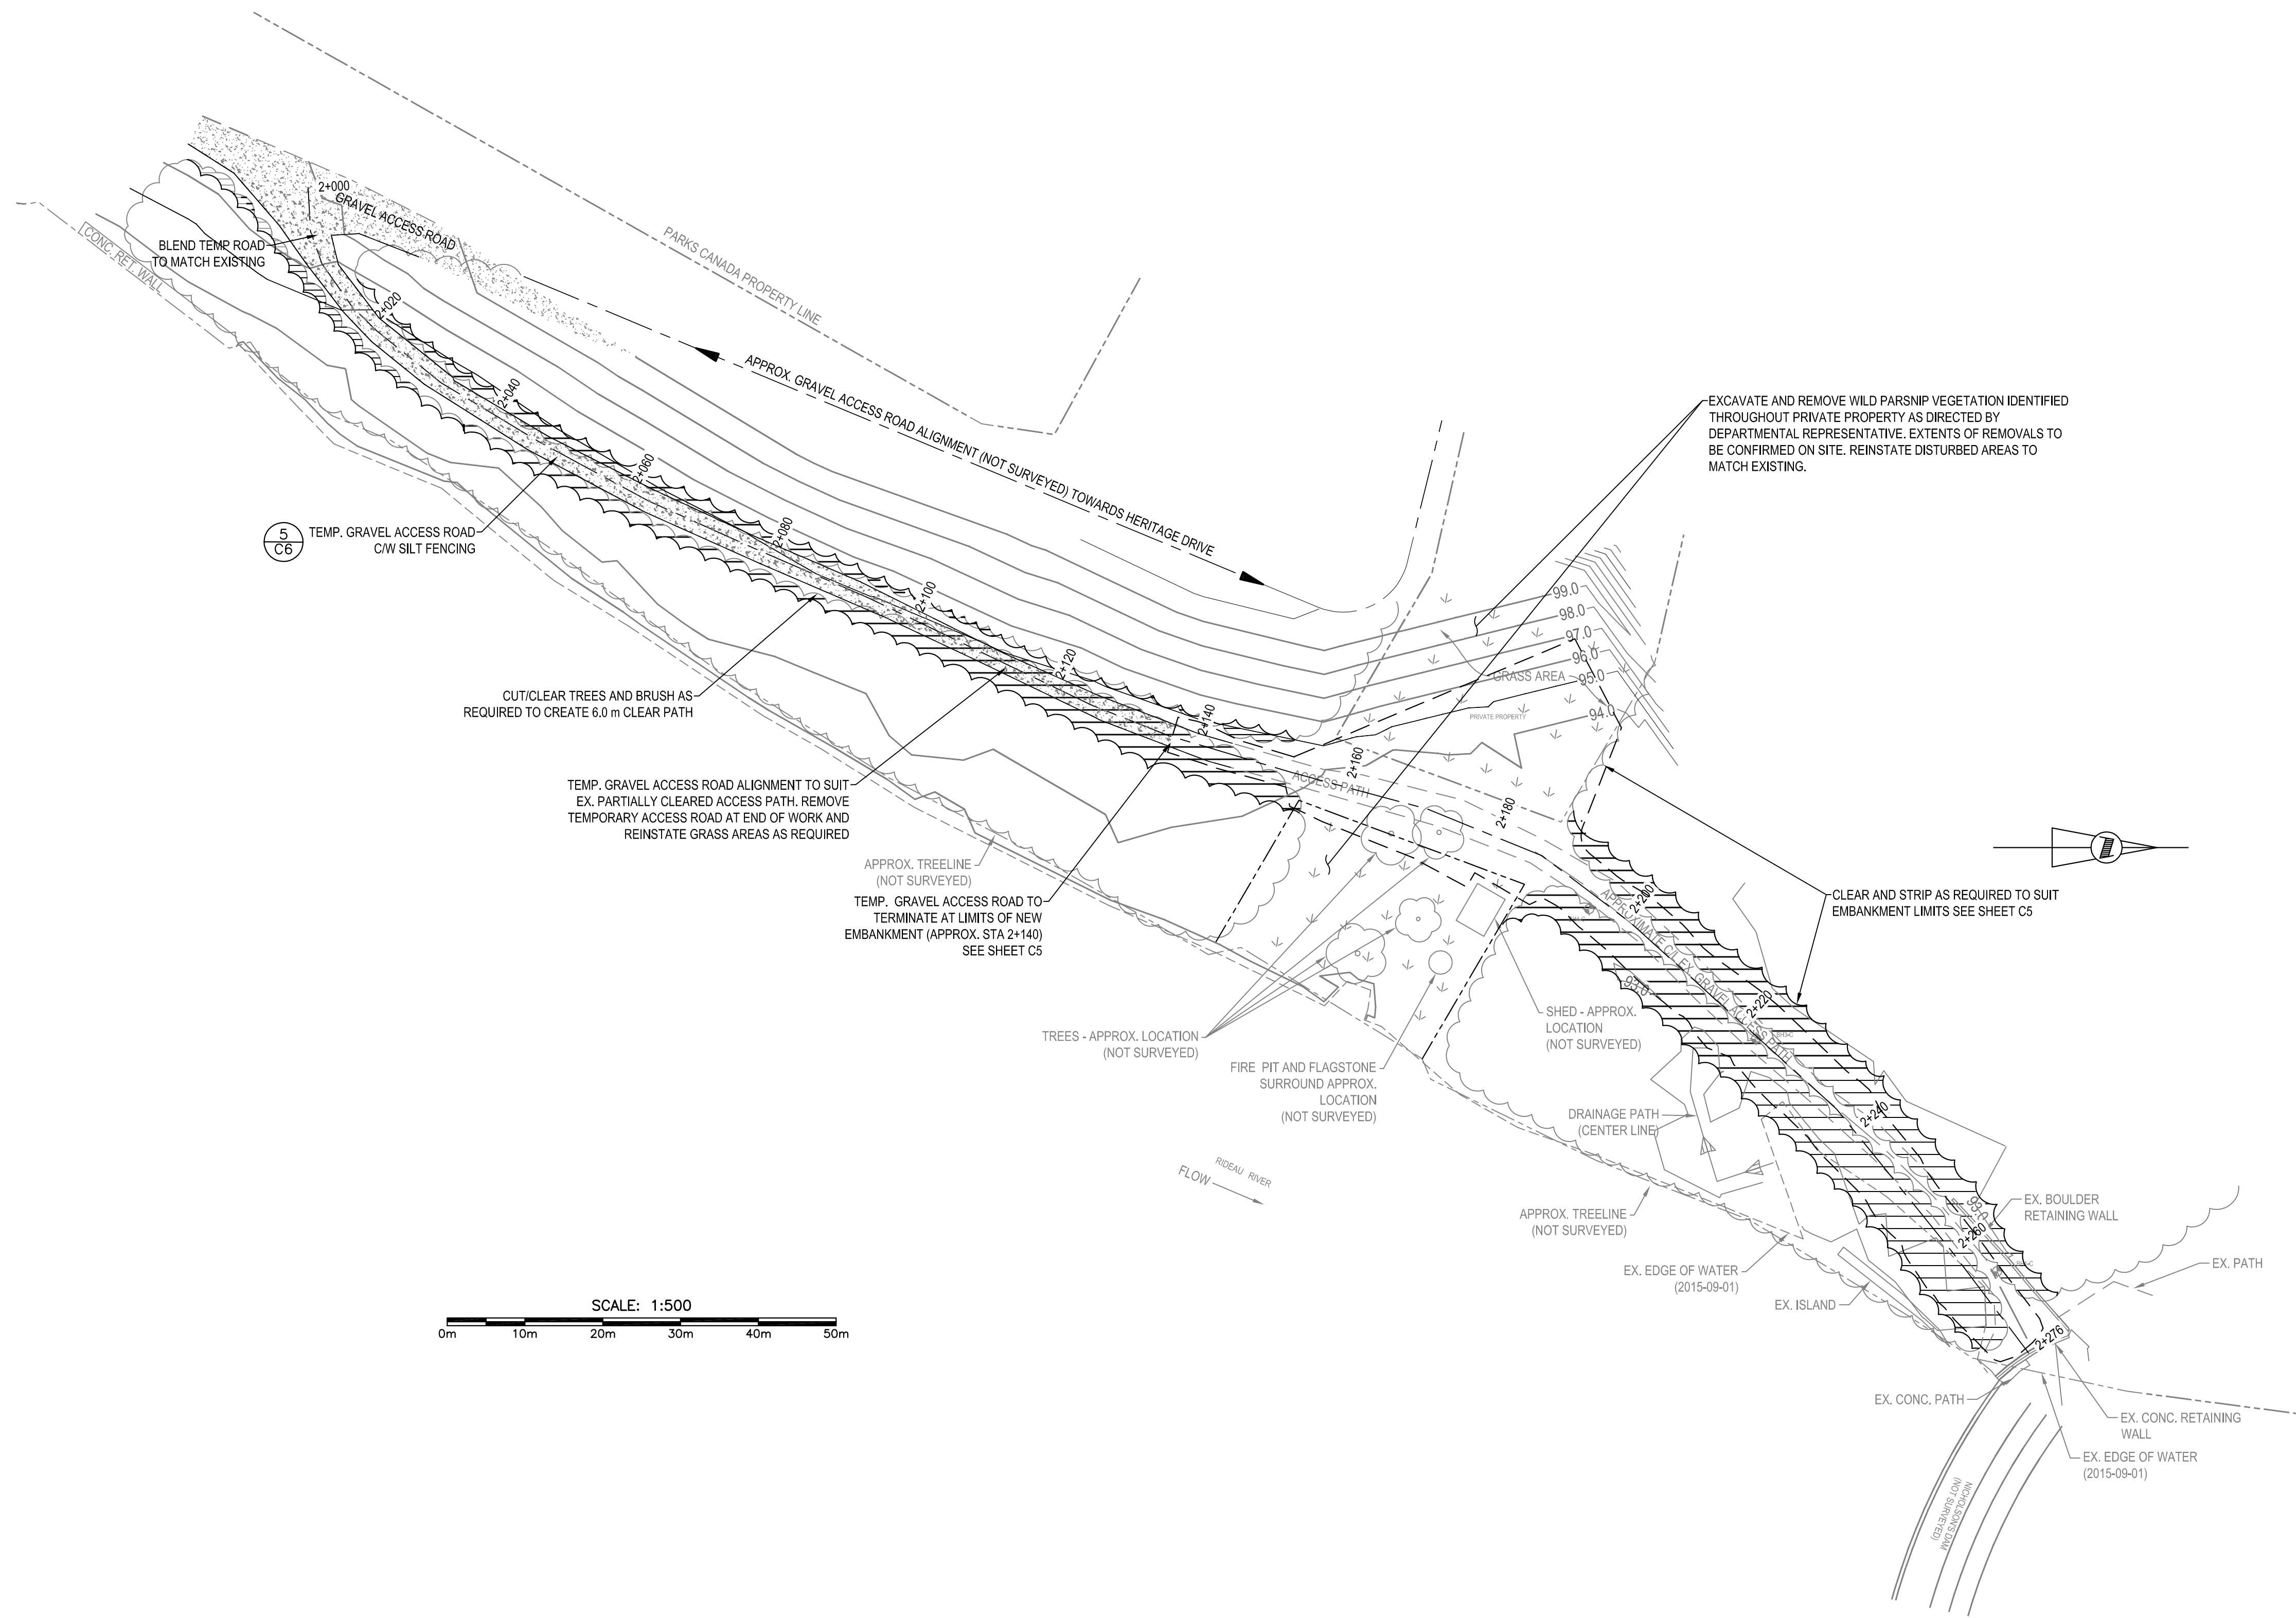 2+000
GRAVEL ACCESS ROAD
BLEND TEMP ROAD
TO MATCH EXISTING
CONC. RET. WALL
PARKS CANADA PROPERTY LINE
2+020
2+040
2+060
2+080
2+100
2+120
2+140
2+160
2+180
2+200
2+220
2+240
2+260
2+276
APPROX. GRAVEL ACCESS ROAD ALIGNMENT (NOT SURVEYED) TOWARDS HERITAGE DRIVE
EXCAVATE AND REMOVE WILD PARSNIP VEGETATION IDENTIFIED
THROUGHOUT PRIVATE PROPERTY AS DIRECTED BY
DEPARTMENTAL REPRESENTATIVE. EXTENTS OF REMOVALS TO
BE CONFIRMED ON SITE. REINSTATE DISTURBED AREAS TO
MATCH EXISTING.
5
C6
TEMP. GRAVEL ACCESS ROAD
C/W SILT FENCING
99.0
98.0
97.0
96.0
95.0
94.0
GRASS AREA
PRIVATE PROPERTY
CUT/CLEAR TREES AND BRUSH AS
REQUIRED TO CREATE 6.0 m CLEAR PATH
TEMP. GRAVEL ACCESS ROAD ALIGNMENT TO SUIT
EX. PARTIALLY CLEARED ACCESS PATH. REMOVE
TEMPORARY ACCESS ROAD AT END OF WORK AND
REINSTATE GRASS AREAS AS REQUIRED
ACCESS PATH
APPROX. TREELINE
(NOT SURVEYED)
TEMP. GRAVEL ACCESS ROAD TO
TERMINATE AT LIMITS OF NEW
EMBANKMENT (APPROX. STA 2+140)
SEE SHEET C5
CLEAR AND STRIP AS REQUIRED TO SUIT
EMBANKMENT LIMITS SEE SHEET C5
APPROXIMATE C/L EX. GRAVEL ACCESS PATH
93.0
TREES - APPROX. LOCATION
(NOT SURVEYED)
SHED - APPROX.
LOCATION
(NOT SURVEYED)
FIRE PIT AND FLAGSTONE
SURROUND APPROX.
LOCATION
(NOT SURVEYED)
DRAINAGE PATH
(CENTER LINE)
FLOW
RIDEAU RIVER
APPROX. TREELINE
(NOT SURVEYED)
93.0
EX. BOULDER
RETAINING WALL
EX. PATH
EX. EDGE OF WATER
(2015-09-01)
EX. ISLAND
SCALE: 1:500
0m 10m 20m 30m 40m 50m
EX. CONC. PATH
EX. CONC. RETAINING
WALL
EX. EDGE OF WATER
(2015-09-01)
NICHOLSON'S DAM
(NOT SURVEYED)